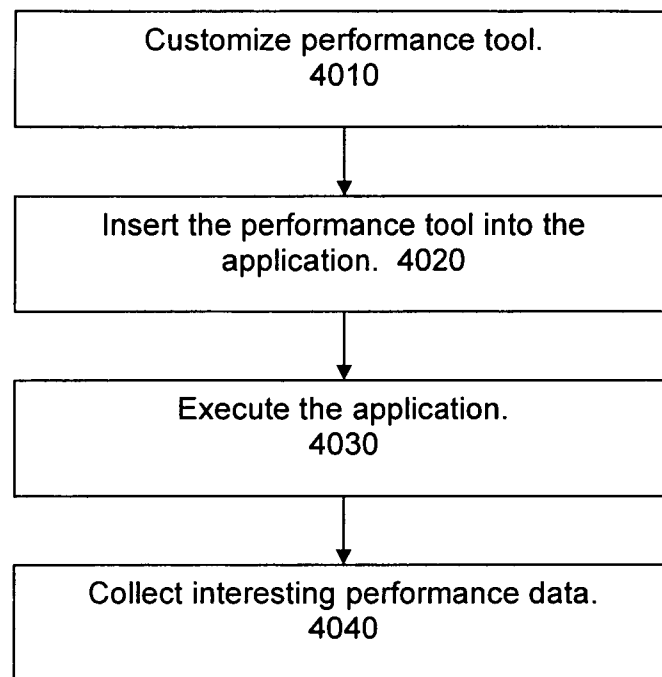 Customize performance tool.
4010
Insert the performance tool into the
application. 4020
Execute the application.
4030
Collect interesting performance data.
4040